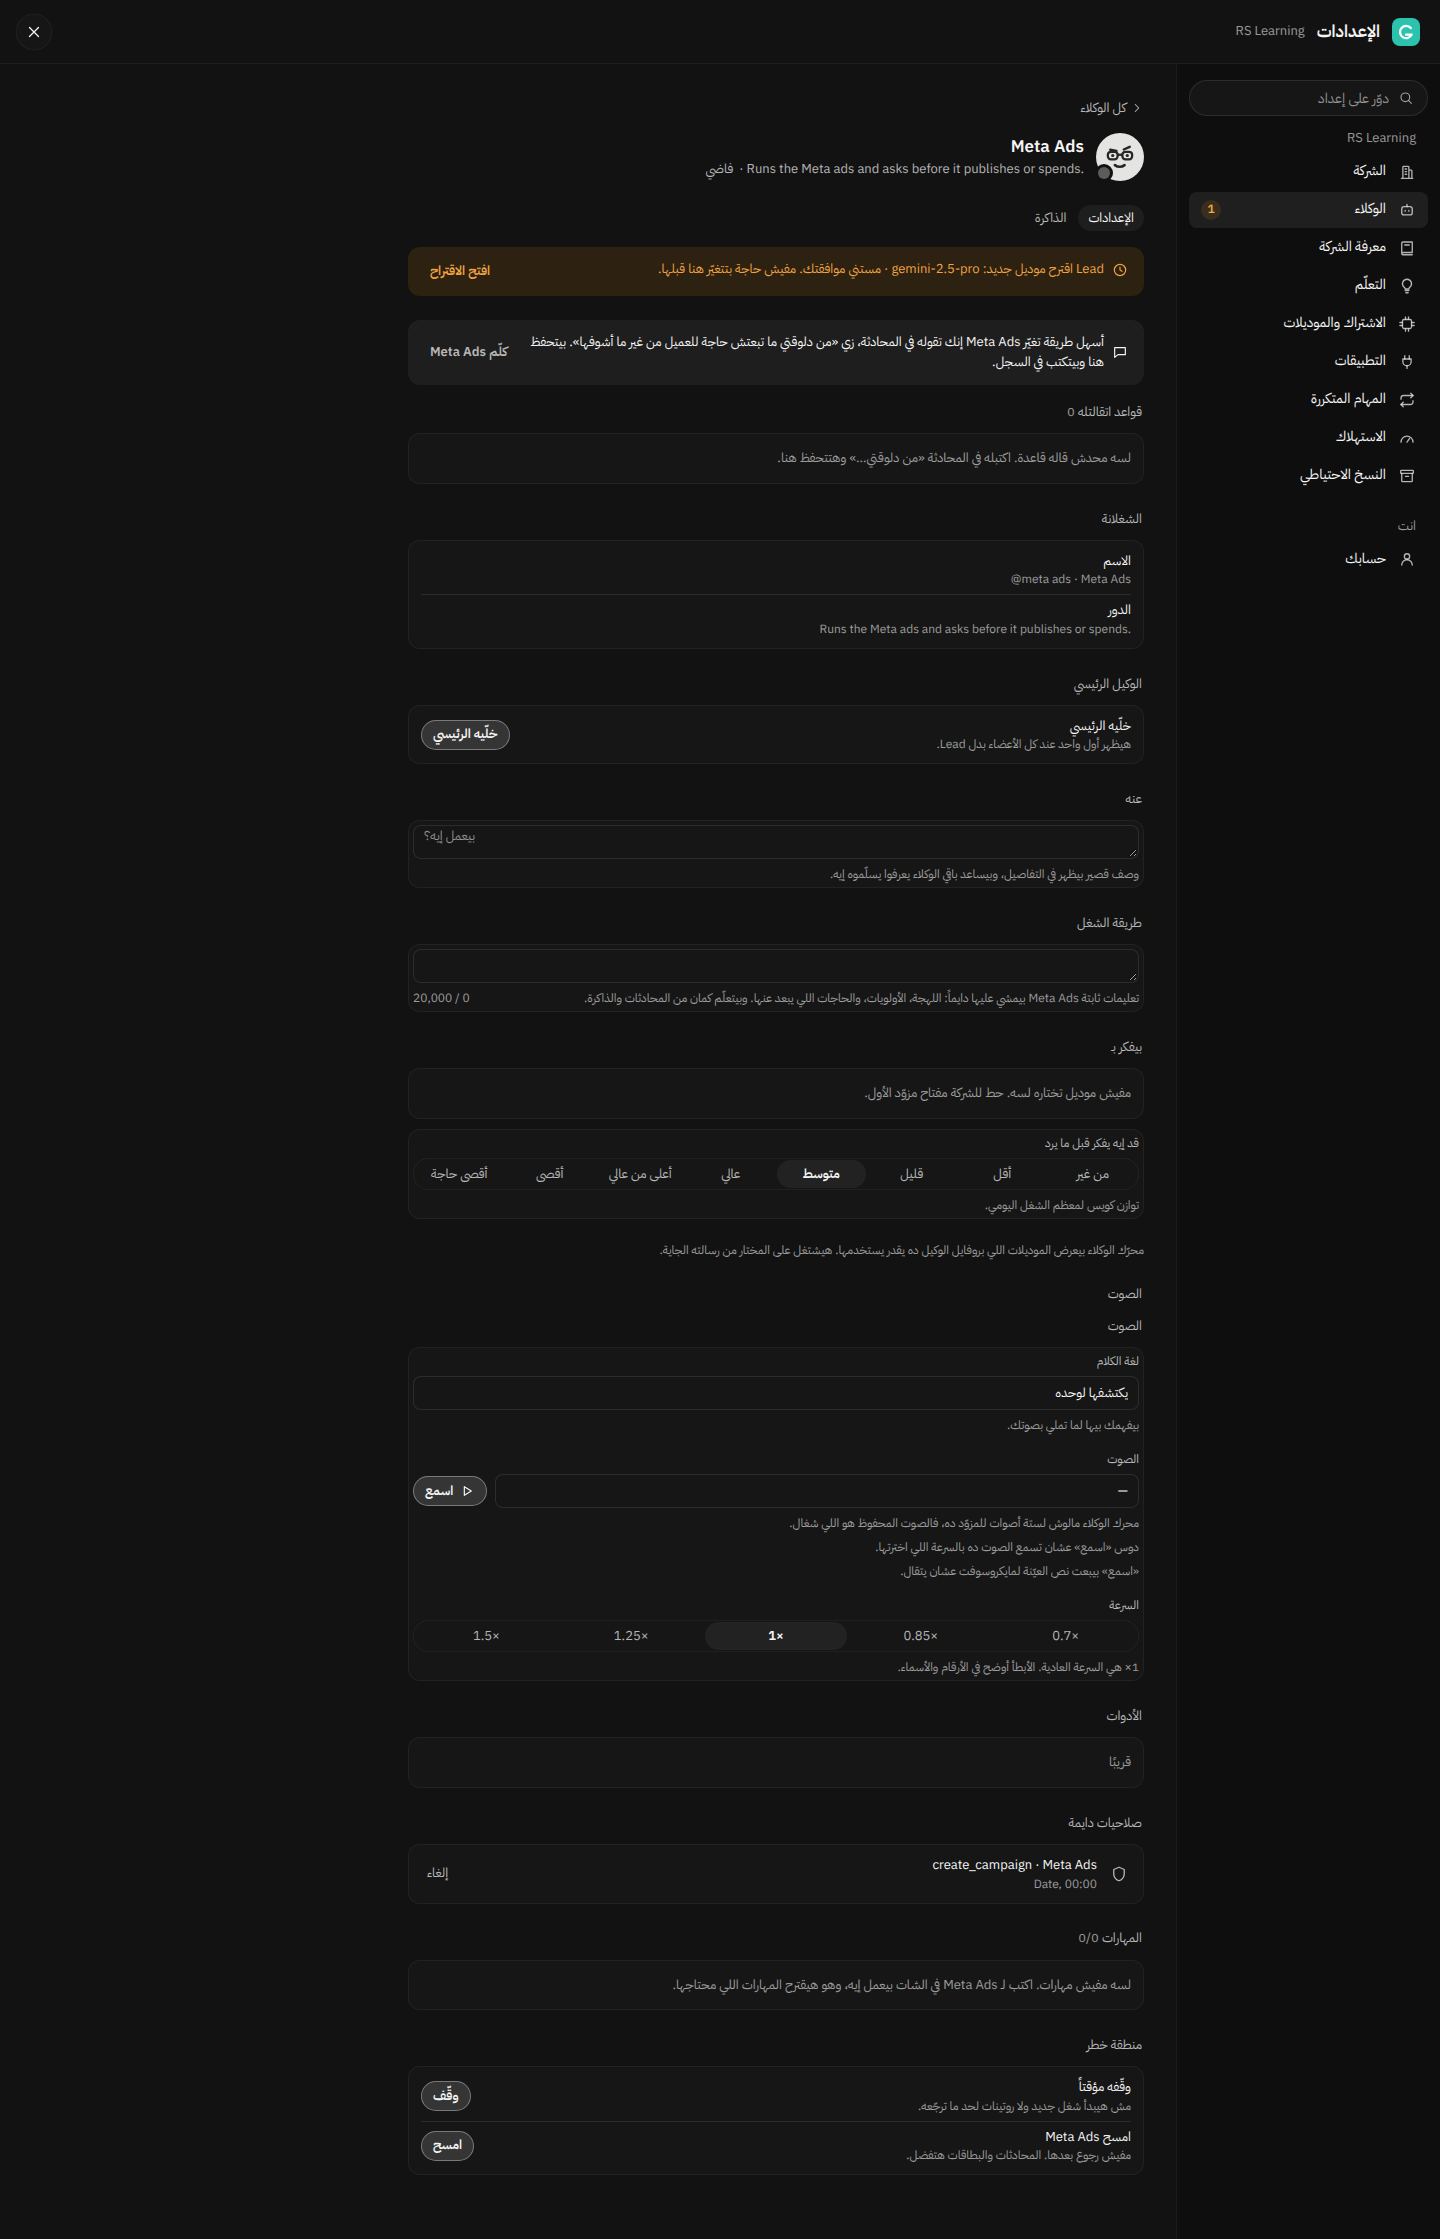 الإعدادات RS Learning
دوّر على إعداد
RS Learning
الشركة
الوكلاء 1
معرفة الشركة
التعلّم
الاشتراك والموديلات
التطبيقات
المهام المتكررة
الاستهلاك
النسخ الاحتياطي
انت
حسابك
كل الوكلاء
Meta Ads
Runs the Meta ads and asks before it publishes or spends. · فاضي
الإعدادات الذاكرة
Lead اقترح موديل جديد: gemini-2.5-pro · مستني موافقتك. مفيش حاجة بتتغيّر هنا قبلها. افتح الاقتراح
أسهل طريقة تغيّر Meta Ads إنك تقوله في المحادثة، زي «من دلوقتي ما تبعتش حاجة للعميل من غير ما أشوفها». بيتحفظ
هنا وبيتكتب في السجل.
كلّم Meta Ads
قواعد اتقالتله 0
لسه محدش قاله قاعدة. اكتبله في المحادثة «من دلوقتي…» وهتتحفظ هنا.
الشغلانة
الاسم
@meta ads · Meta Ads
الدور
Runs the Meta ads and asks before it publishes or spends.
الوكيل الرئيسي
خلّيه الرئيسي
هيظهر أول واحد عند كل الأعضاء بدل Lead.
خلّيه الرئيسي
عنه
بيعمل إيه؟
وصف قصير بيظهر في التفاصيل، وبيساعد باقي الوكلاء يعرفوا يسلّموه إيه.
طريقة الشغل
تعليمات ثابتة Meta Ads بيمشي عليها دايماً: اللهجة، الأولويات، والحاجات اللي يبعد عنها. وبيتعلّم كمان من المحادثات والذاكرة. 20,000 / 0
بيفكر بـ
مفيش موديل تختاره لسه. حط للشركة مفتاح مزوّد الأول.
قد إيه يفكر قبل ما يرد
من غير أقل قليل متوسط عالي أعلى من عالي أقصى أقصى حاجة
توازن كويس لمعظم الشغل اليومي.
محرّك الوكلاء بيعرض الموديلات اللي بروفايل الوكيل ده يقدر يستخدمها. هيشتغل على المختار من رسالته الجاية.
الصوت
الصوت
لغة الكلام
يكتشفها لوحده
بيفهمك بيها لما تملي بصوتك.
الصوت
— اسمع
محرك الوكلاء مالوش لستة أصوات للمزوّد ده، فالصوت المحفوظ هو اللي شغال.
دوس «اسمع» عشان تسمع الصوت ده بالسرعة اللي اخترتها.
«اسمع» بيبعت نص العيّنة لمايكروسوفت عشان يتقال.
السرعة
0.7× 0.85× 1× 1.25× 1.5×
1× هي السرعة العادية. الأبطأ أوضح في الأرقام والأسماء.
الأدوات
قريبًا
صلاحيات دايمة
create_campaign · Meta Ads
Date, 00:00
إلغاء
المهارات 0/0
لسه مفيش مهارات. اكتب لـ Meta Ads في الشات بيعمل إيه، وهو هيقترح المهارات اللي محتاجها.
منطقة خطر
وقّفه مؤقتاً
مش هيبدأ شغل جديد ولا روتينات لحد ما ترجّعه.
وقّف
امسح Meta Ads
مفيش رجوع بعدها. المحادثات والبطاقات هتفضل.
امسح